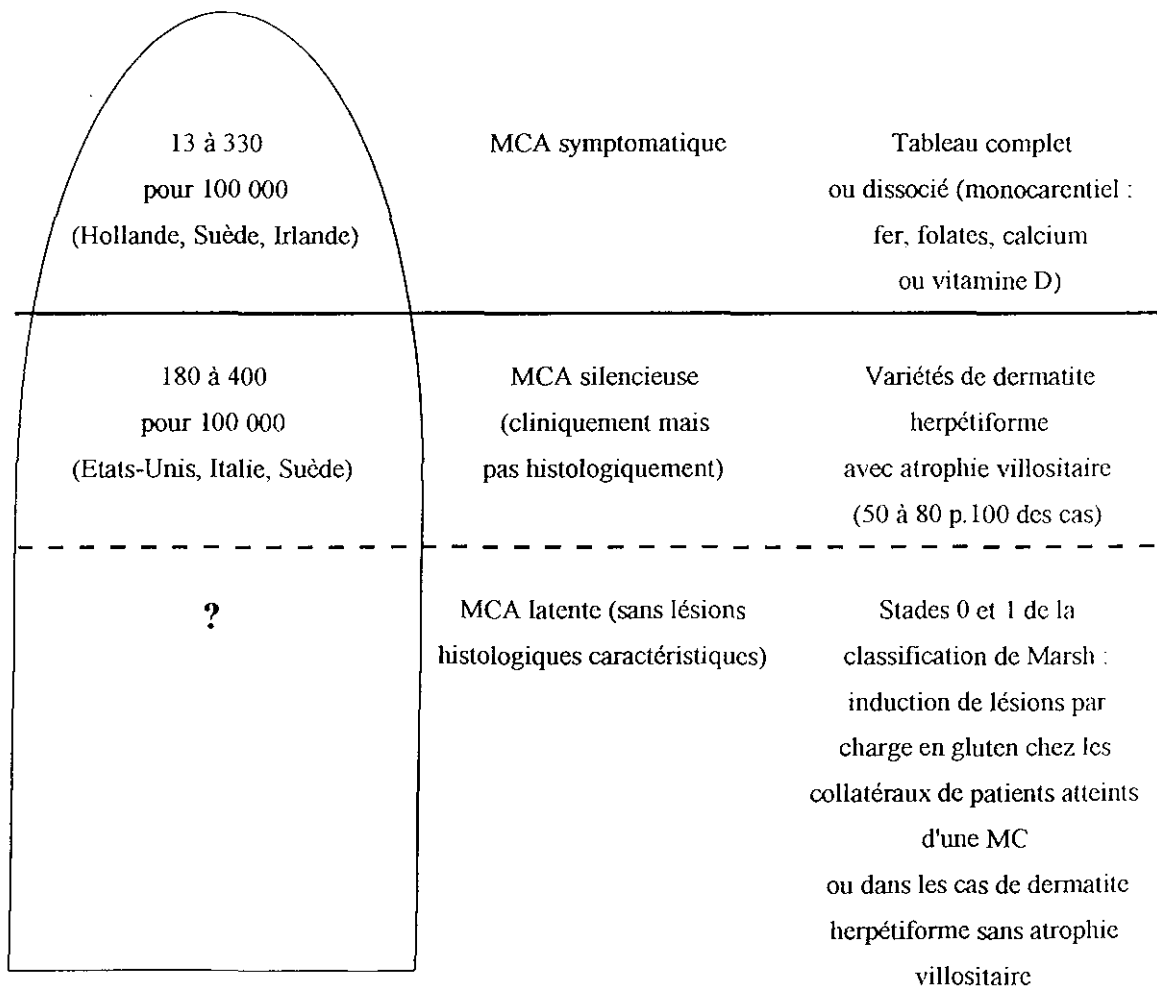 13 à 330
pour 100 000
(Hollande, Suède, Irlande)
MCA symptomatique
Tableau complet
ou dissocié (monocarentiel :
fer, folates, calcium
ou vitamine D)
180 à 400
pour 100 000
(Etats-Unis, Italie, Suède)
MCA silencieuse
(cliniquement mais
pas histologiquement)
Variétés de dermatite
herpétiforme
avec atrophie villositaire
(50 à 80 p.100 des cas)
?
MCA latente (sans lésions
histologiques caractéristiques)
Stades 0 et 1 de la
classification de Marsh :
induction de lésions par
charge en gluten chez les
collatéraux de patients atteints
d'une MC
ou dans les cas de dermatite
herpétiforme sans atrophie
villositaire